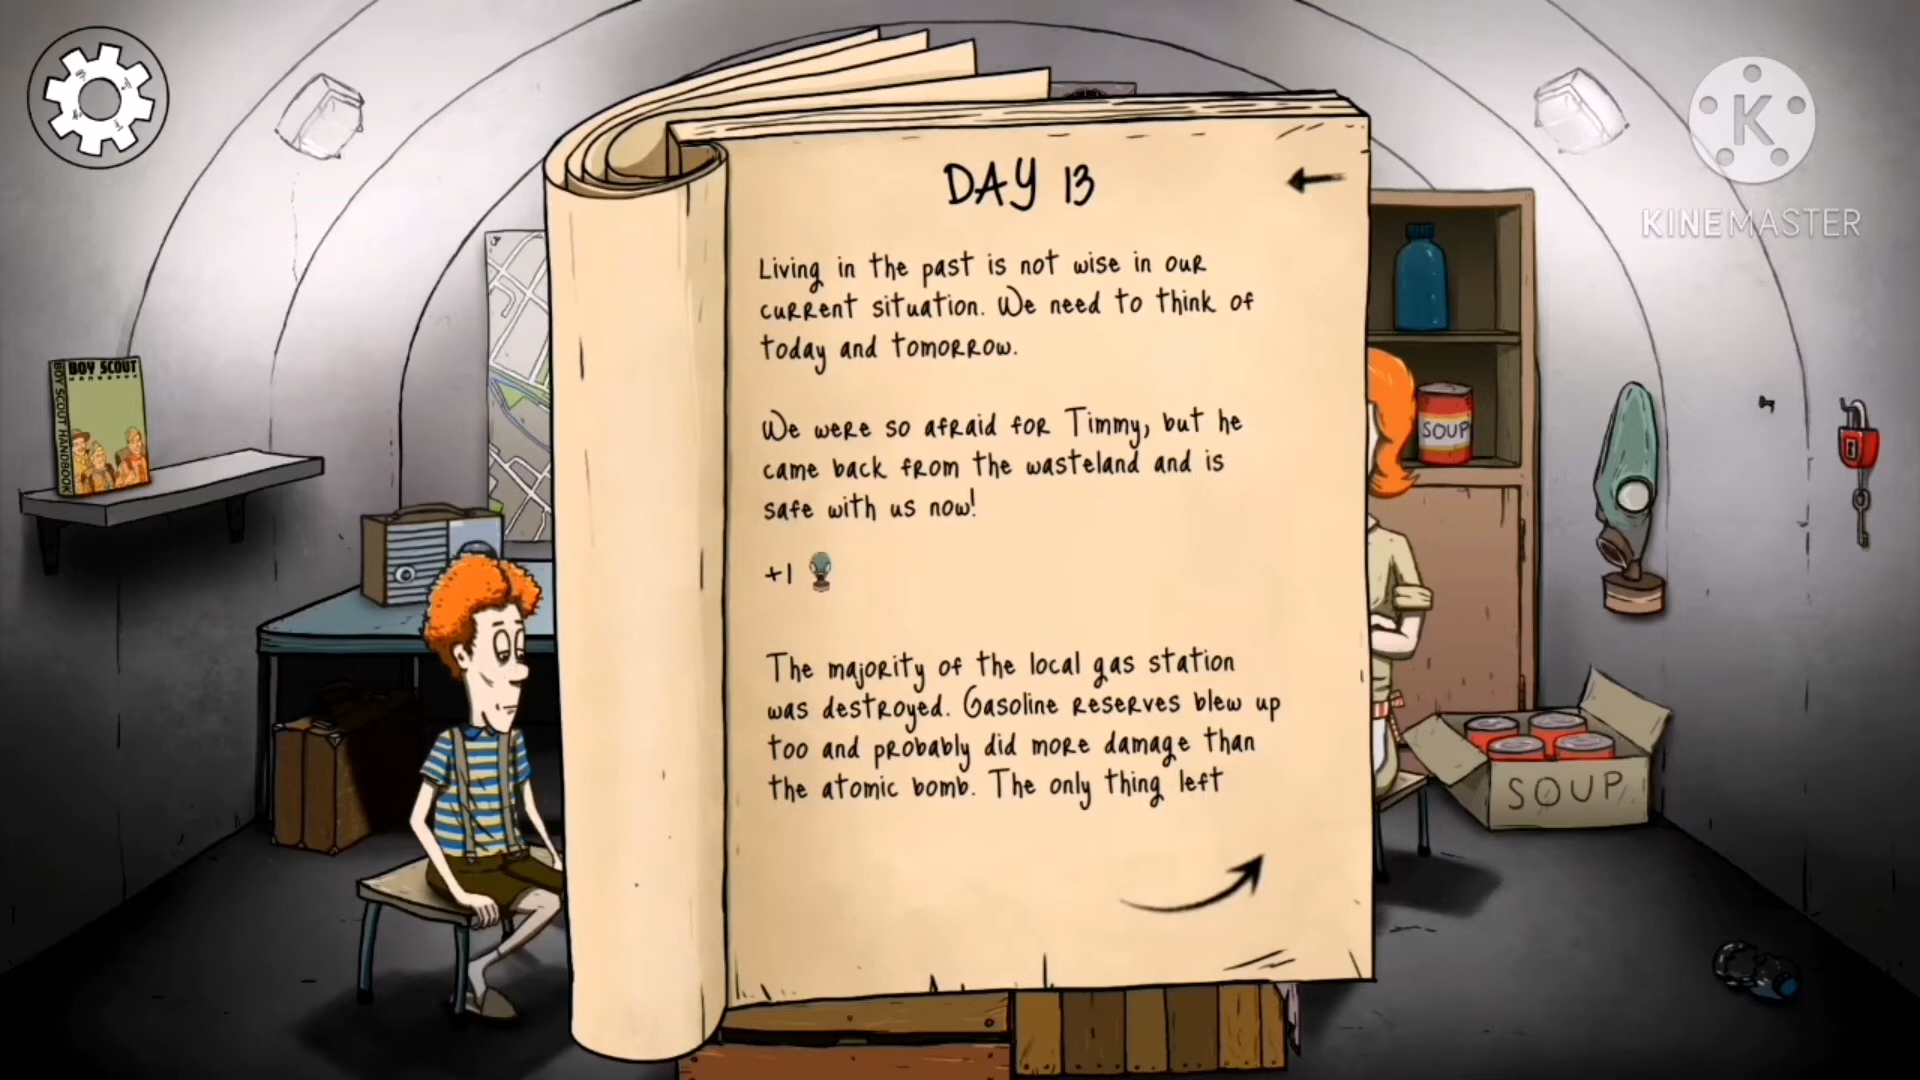 DAY 13
Living in the past is not wise in our
current situation. We need to think of
today and tomorrow.
We were so afraid for Timmy, but he
came back from the wasteland and is
safe with us now!
+1
The majority of the local gas station
was destroyed. Gasoline reserves blew up
too and probably did more damage than
the atomic bomb. The only thing left
BOY SCOUT
HANDBOOK
BOY SCOUT HANDBOOK
K
KINEMASTER
SOUP
SOUP